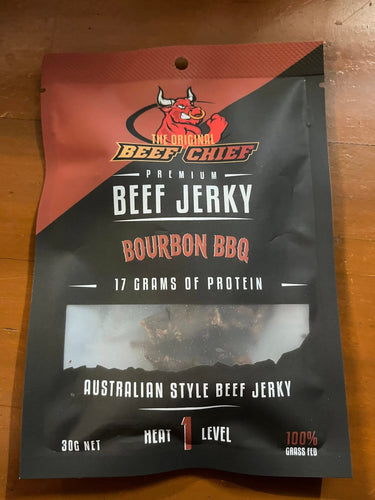 THE ORIGINAL
BEEF CHIEF
PREMIUM
BEEF JERKY
BOURBON BBQ
17 GRAMS OF PROTEIN
AUSTRALIAN STYLE BEEF JERKY
30G NET
HEAT 1 LEVEL
100%
GRASS FED